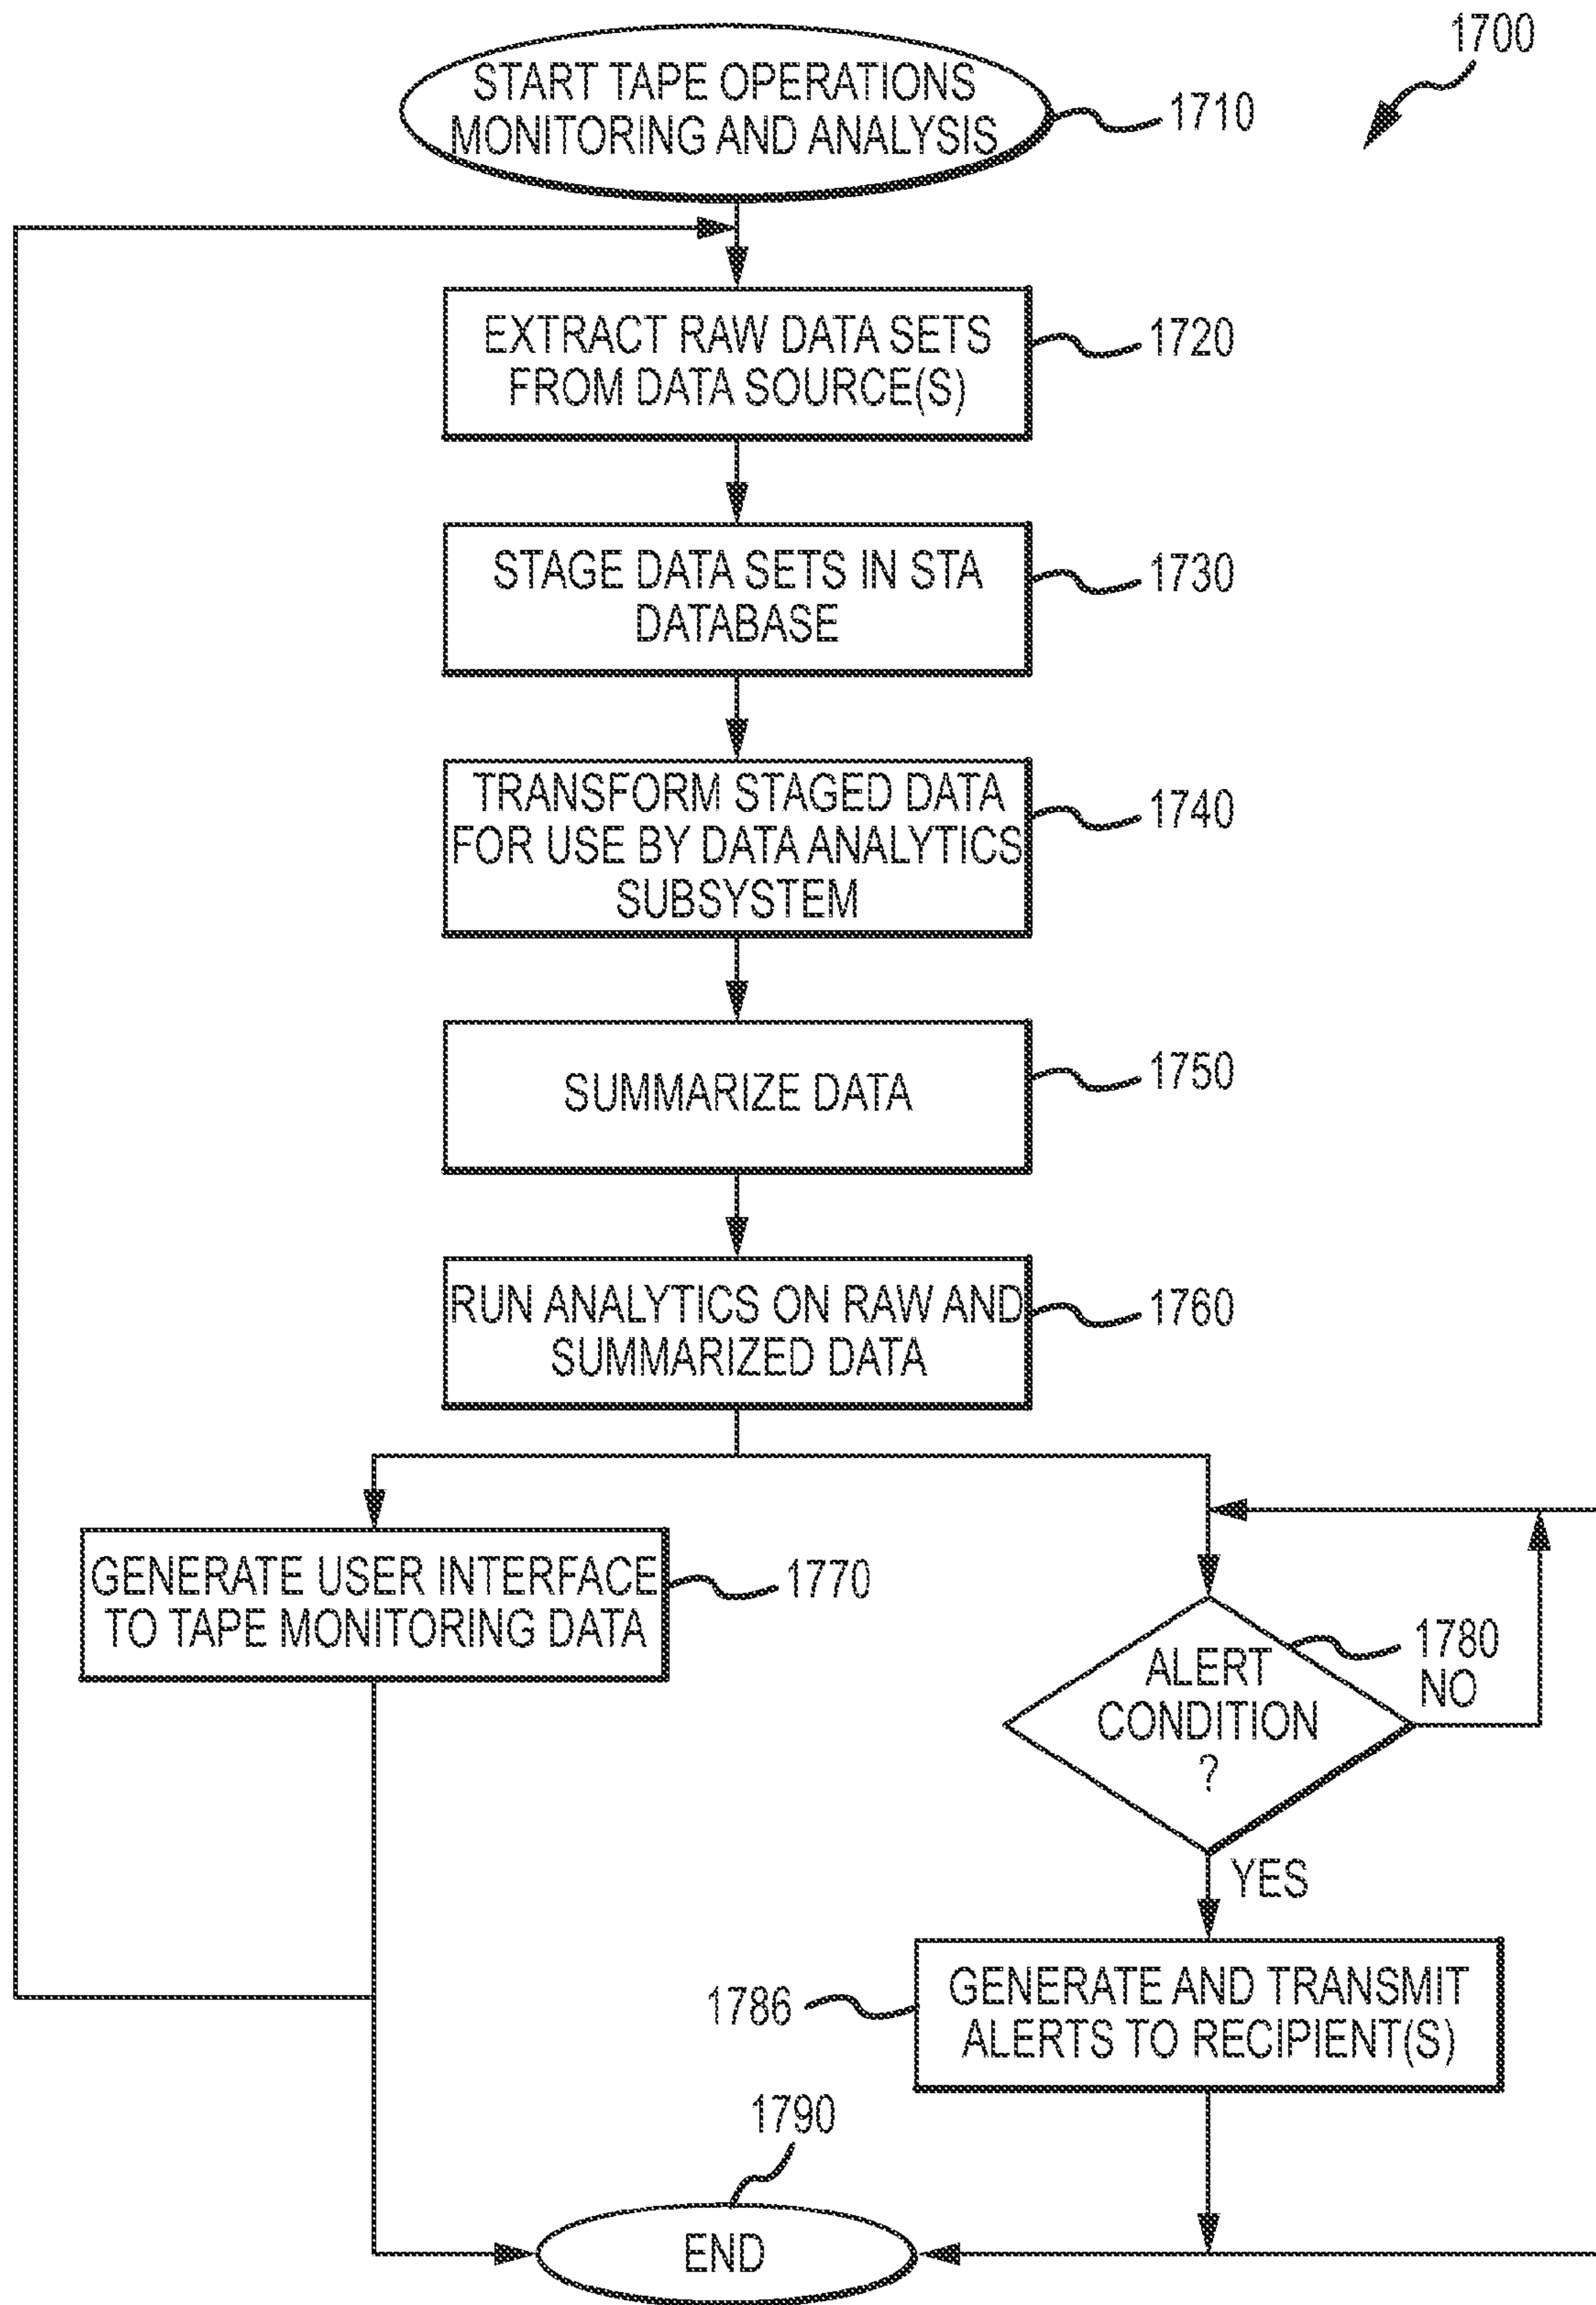 1700
START TAPE OPERATIONS
MONITORING AND ANALYSIS
1710
EXTRACT RAW DATA SETS
FROM DATA SOURCE(S)
1720
STAGE DATA SETS IN STA
DATABASE
1730
TRANSFORM STAGED DATA
FOR USE BY DATA ANALYTICS
SUBSYSTEM
1740
SUMMARIZE DATA
1750
RUN ANALYTICS ON RAW AND
SUMMARIZED DATA
1760
GENERATE USER INTERFACE
TO TAPE MONITORING DATA
1770
ALERT
CONDITION
?
1780
NO
YES
GENERATE AND TRANSMIT
ALERTS TO RECIPIENT(S)
1786
1790
END